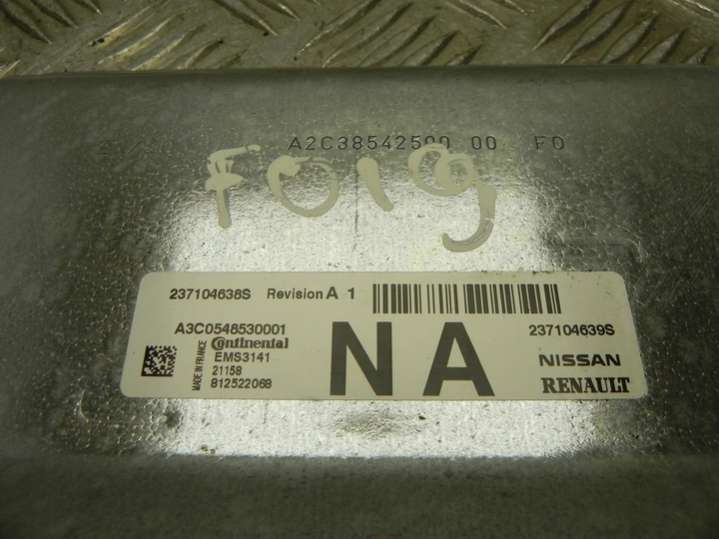 A2C38542500 00 F0
F019
237104638S Revision A 1
A3C0548530001 237104639S
Continental
EMS3141
21158
812522068
MADE IN FRANCE
NA
NISSAN
RENAULT